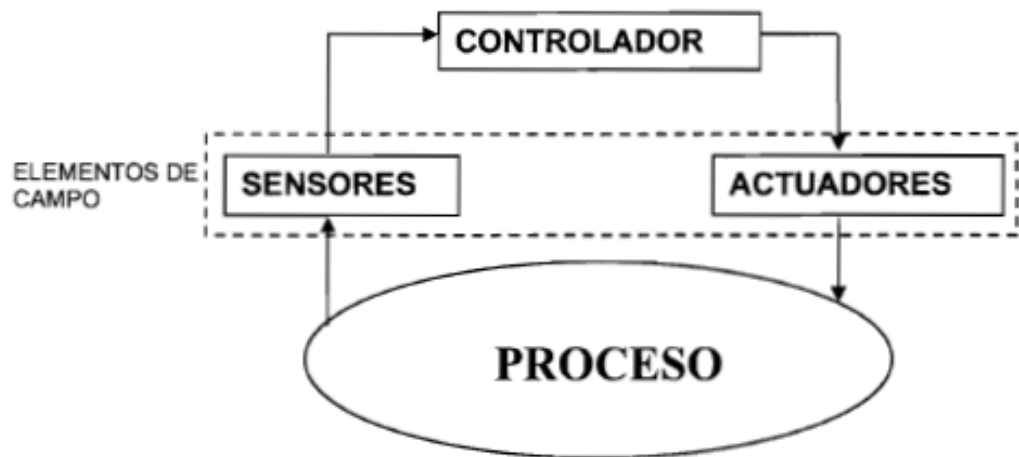 CONTROLADOR
ELEMENTOS DE
CAMPO
SENSORES
ACTUADORES
PROCESO